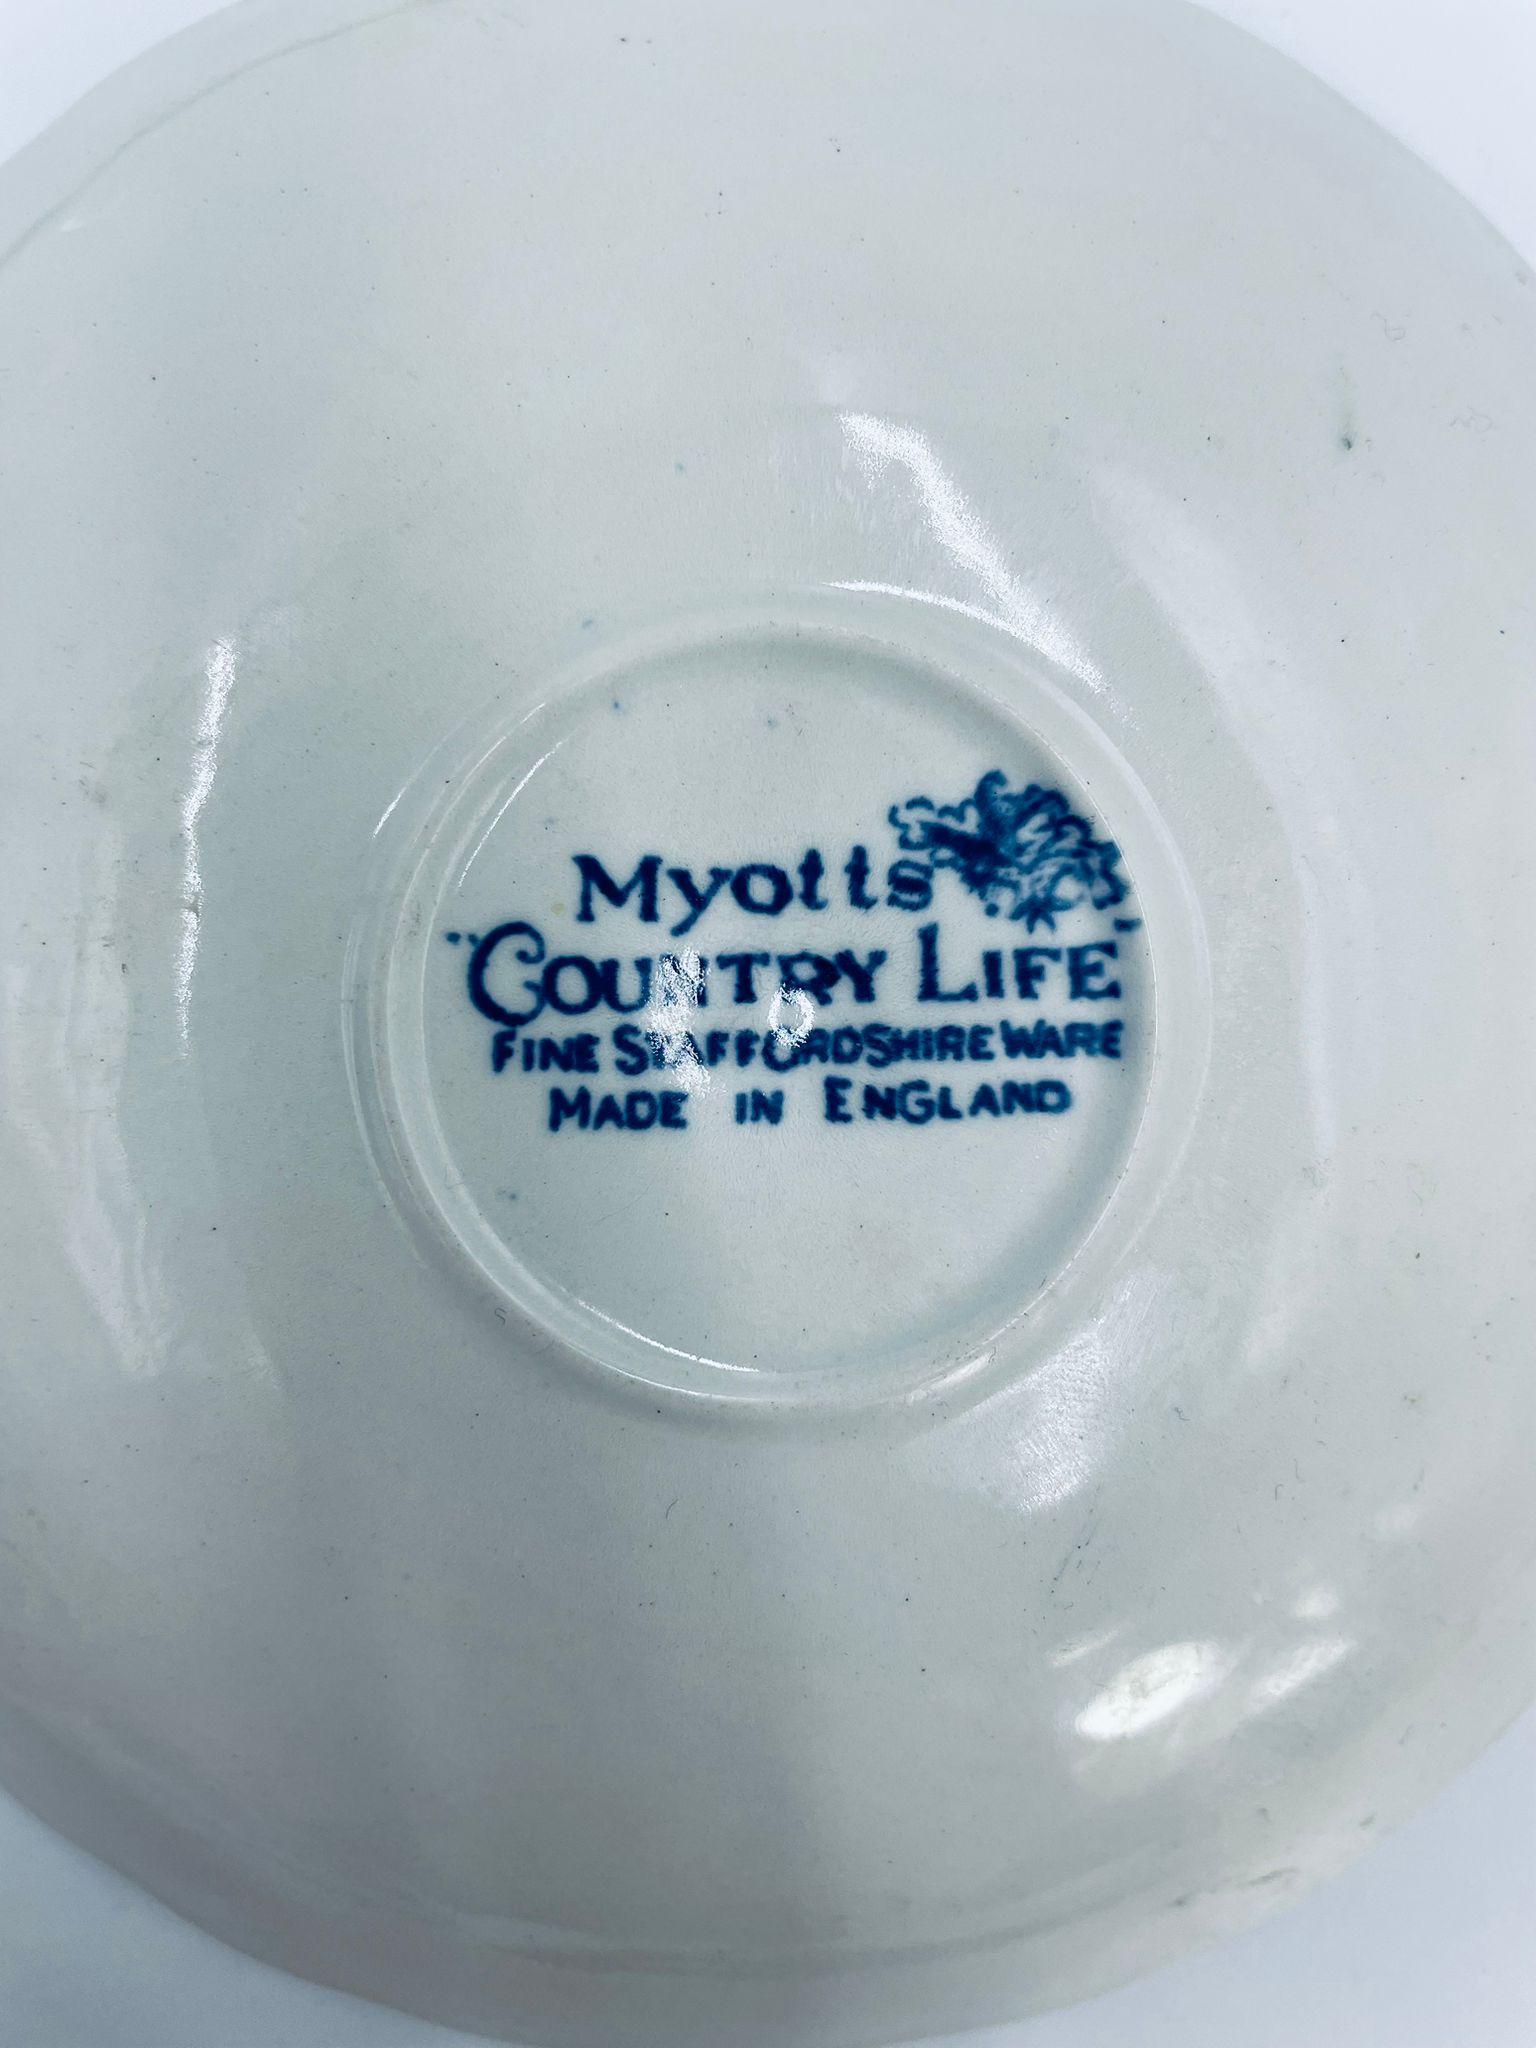 Myotts
"COUNTRY LIFE"
FINE STAFFORDSHIRE WARE
MADE IN ENGLAND